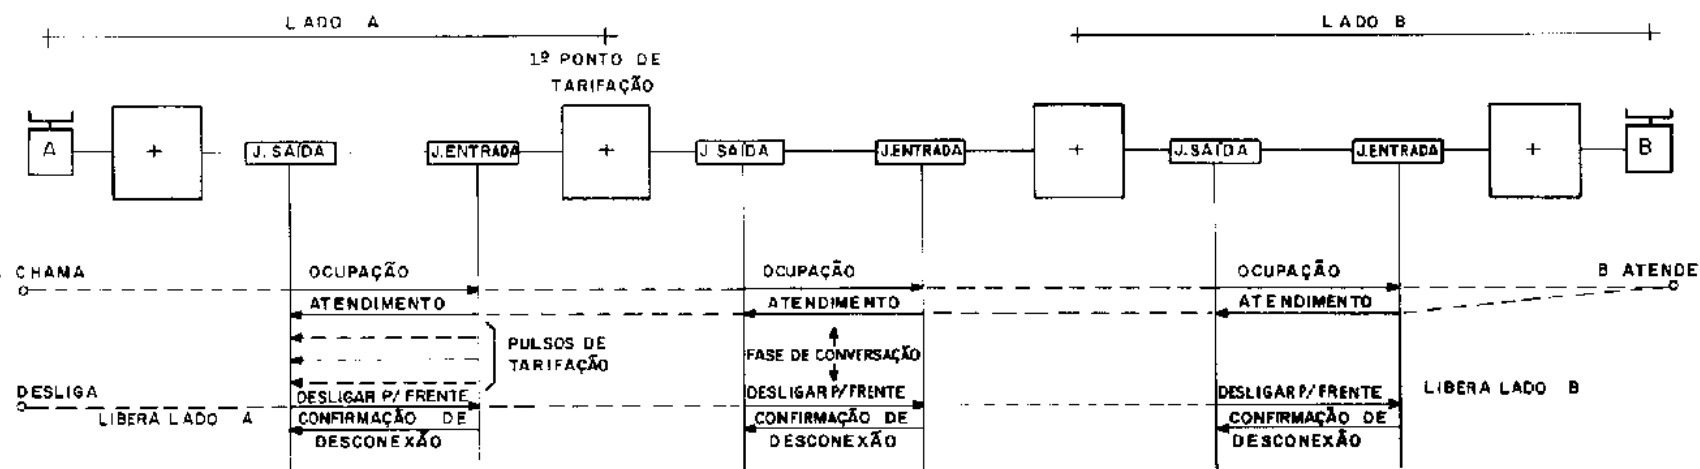 LADO A
LADO B
1º PONTO DE
TARIFAÇÃO
A
J. SAÍDA
J. ENTRADA
J SAÍDA
J.ENTRADA
J.SAÍDA
J.ENTRADA
B
CHAMA
OCUPAÇÃO
OCUPAÇÃO
OCUPAÇÃO
B ATENDE
ATENDIMENTO
ATENDIMENTO
ATENDIMENTO
PULSOS DE
TARIFAÇÃO
FASE DE CONVERSAÇÃO
DESLIGA
DESLIGAR P/ FRENTE
DESLIGAR P/ FRENTE
DESLIGAR P/ FRENTE
LIBERA LADO B
LIBERA LADO A
CONFIRMAÇÃO DE
DESCONEXÃO
CONFIRMAÇÃO DE
DESCONEXÃO
CONFIRMAÇÃO DE
DESCONEXÃO